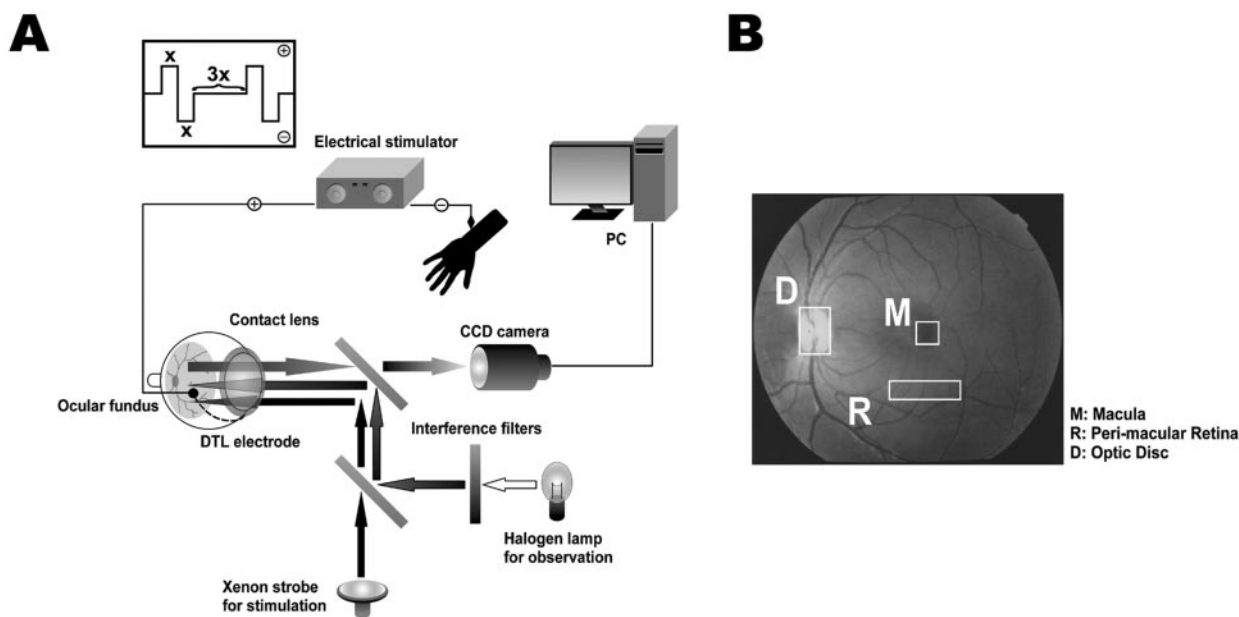 A
B
x
3x
x
+
−
Electrical stimulator
+
−
PC
Contact lens
CCD camera
Ocular fundus
DTL electrode
Interference filters
Halogen lamp
for observation
Xenon strobe
for stimulation
D
M
R
M: Macula
R: Peri-macular Retina
D: Optic Disc